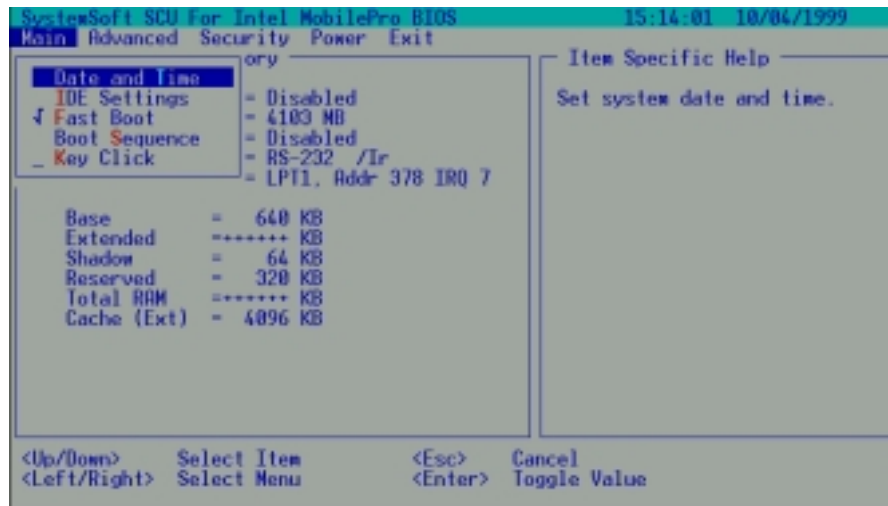 SystemSoft SCU For Intel MobilePro BIOS 15:14:01 10/04/1999
Main Advanced Security Power Exit
ory
Item Specific Help
Date and Time
IDE Settings = Disabled
Set system date and time.
√ Fast Boot = 4103 MB
Boot Sequence = Disabled
_ Key Click = RS-232 /Ir
= LPT1, Addr 378 IRQ 7
Base = 640 KB
Extended =++++++ KB
Shadow = 64 KB
Reserved = 320 KB
Total RAM =++++++ KB
Cache (Ext) = 4096 KB
<Up/Down> Select Item <Esc> Cancel
<Left/Right> Select Menu <Enter> Toggle Value